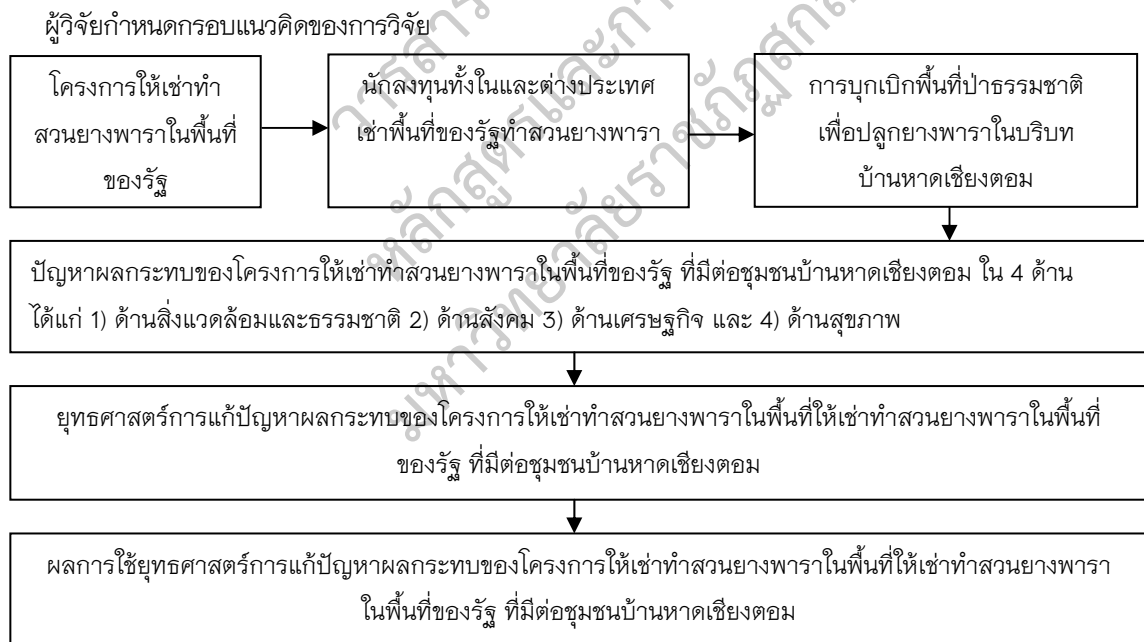 ผู้วิจัยกำหนดกรอบแนวคิดของการวิจัย
โครงการให้เช่าทำ
สวนยางพาราในพื้นที่
ของรัฐ
นักลงทุนทั้งในและต่างประเทศ
เช่าพื้นที่ของรัฐทำสวนยางพารา
การบุกเบิกพื้นที่ป่าธรรมชาติ
เพื่อปลูกยางพาราในบริบท
บ้านหาดเชียงตอม
ปัญหาผลกระทบของโครงการให้เช่าทำสวนยางพาราในพื้นที่ของรัฐ ที่มีต่อชุมชนบ้านหาดเชียงตอม ใน 4 ด้าน
ได้แก่ 1) ด้านสิ่งแวดล้อมและธรรมชาติ 2) ด้านสังคม 3) ด้านเศรษฐกิจ และ 4) ด้านสุขภาพ
ยุทธศาสตร์การแก้ปัญหาผลกระทบของโครงการให้เช่าทำสวนยางพาราในพื้นที่ให้เช่าทำสวนยางพาราในพื้นที่
ของรัฐ ที่มีต่อชุมชนบ้านหาดเชียงตอม
ผลการใช้ยุทธศาสตร์การแก้ปัญหาผลกระทบของโครงการให้เช่าทำสวนยางพาราในพื้นที่ให้เช่าทำสวนยางพารา
ในพื้นที่ของรัฐ ที่มีต่อชุมชนบ้านหาดเชียงตอม